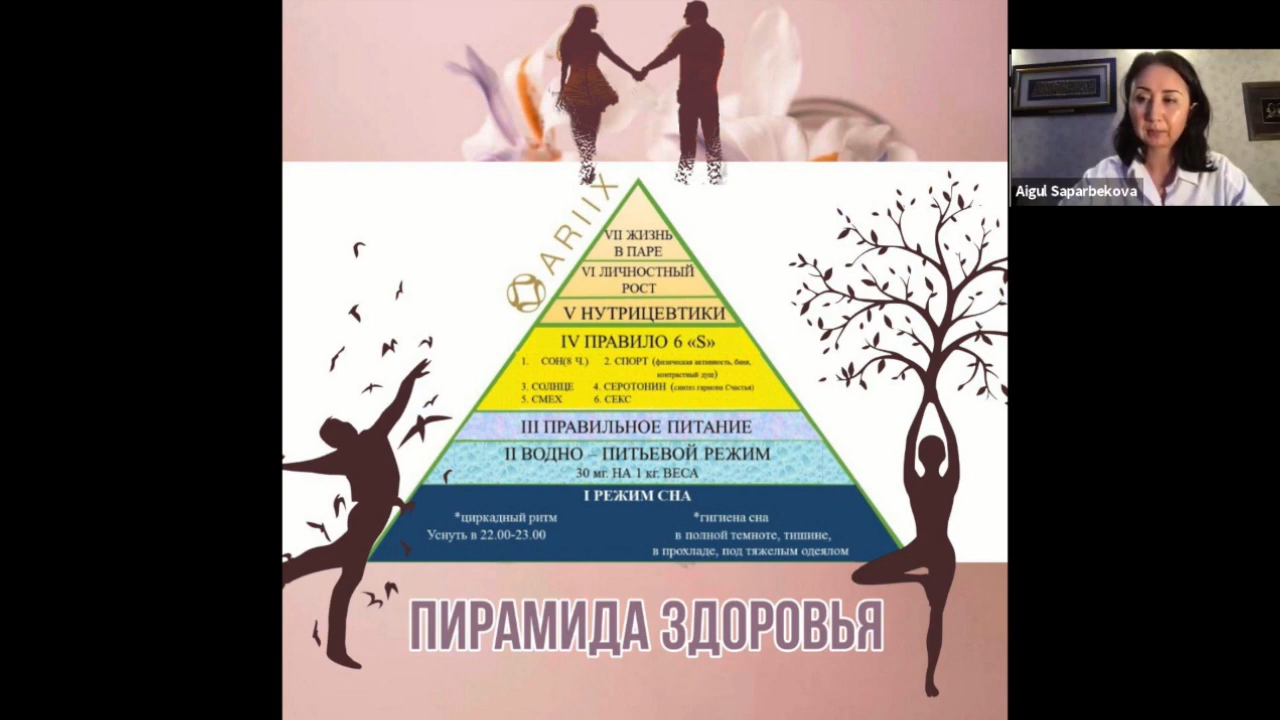 ARIIX
VII ЖИЗНЬ
В ПАРЕ
VI ЛИЧНОСТНЫЙ
РОСТ
V НУТРИЦЕВТИКИ
IV ПРАВИЛО 6 «S»
1. СОН(8 Ч.) 2. СПОРТ (физическая активность, баня,
контрастный душ)
3. СОЛНЦЕ 4. СЕРОТОНИН (синтез гармони Счастья)
5. СМЕХ 6. СЕКС
III ПРАВИЛЬНОЕ ПИТАНИЕ
II ВОДНО – ПИТЬЕВОЙ РЕЖИМ
30 мг. НА 1 кг. ВЕСА
I РЕЖИМ СНА
*циркадный ритм
Уснуть в 22.00-23.00
*гигиена сна
в полной темноте, тишине,
в прохладе, под тяжелым одеялом
ПИРАМИДА ЗДОРОВЬЯ
Aigul Saparbekova